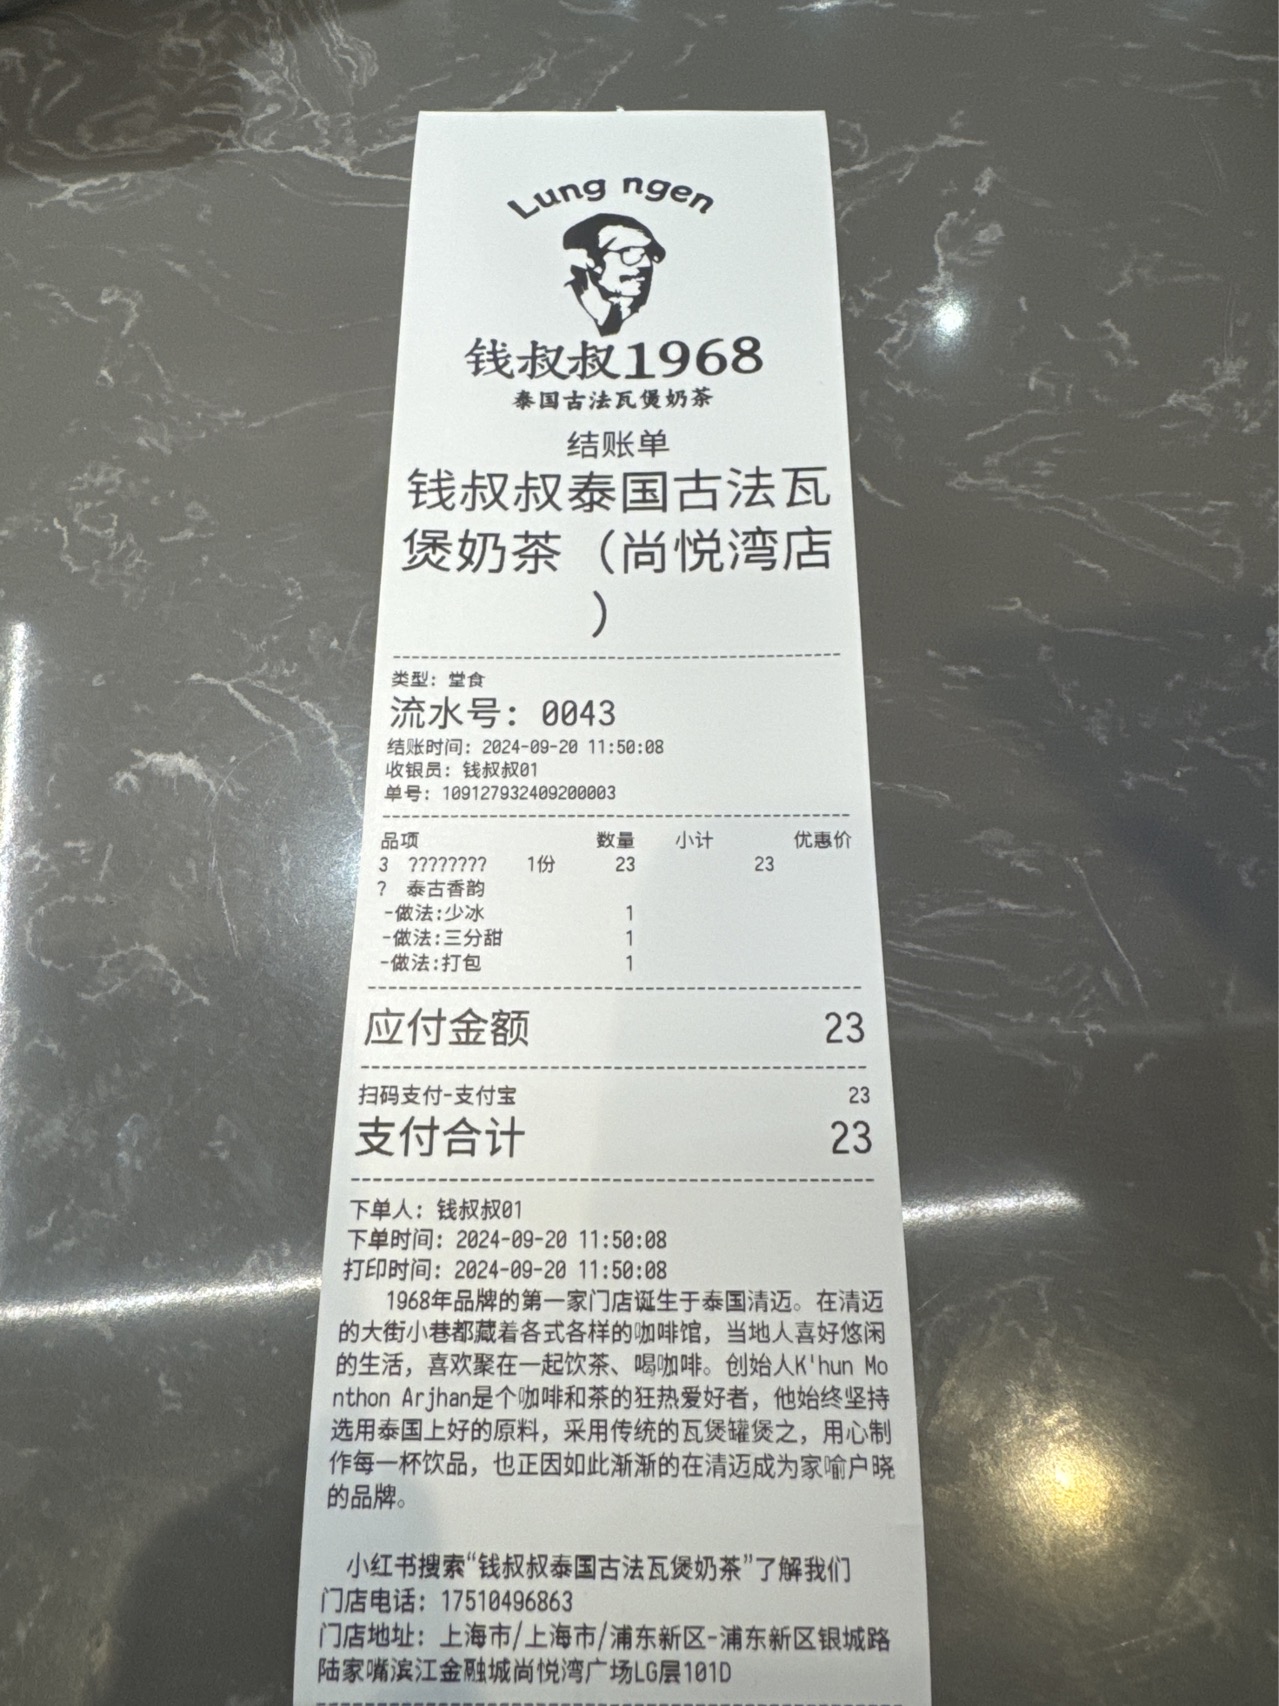 Lung ngen
钱叔叔1968
泰国古法瓦煲奶茶
结账单
钱叔叔泰国古法瓦
煲奶茶（尚悦湾店
）
类型：堂食
流水号：0043
结账时间：2024-09-20 11:50:08
收银员：钱叔叔01
单号：109127932409200003
品项 数量 小计 优惠价
3 ???????? 1份 23 23
? 泰古香韵
-做法:少冰 1
-做法:三分甜 1
-做法:打包 1
应付金额 23
扫码支付-支付宝 23
支付合计 23
下单人：钱叔叔01
下单时间：2024-09-20 11:50:08
打印时间：2024-09-20 11:50:08
1968年品牌的第一家门店诞生于泰国清迈。在清迈
的大街小巷都藏着各式各样的咖啡馆，当地人喜好悠闲
的生活，喜欢聚在一起饮茶、喝咖啡。创始人K'hun Mo
nthon Arjhan是个咖啡和茶的狂热爱好者，他始终坚持
选用泰国上好的原料，采用传统的瓦煲罐煲之，用心制
作每一杯饮品，也正因如此渐渐的在清迈成为家喻户晓
的品牌。
小红书搜索“钱叔叔泰国古法瓦煲奶茶”了解我们
门店电话：17510496863
门店地址：上海市/上海市/浦东新区-浦东新区银城路
陆家嘴滨江金融城尚悦湾广场LG层101D